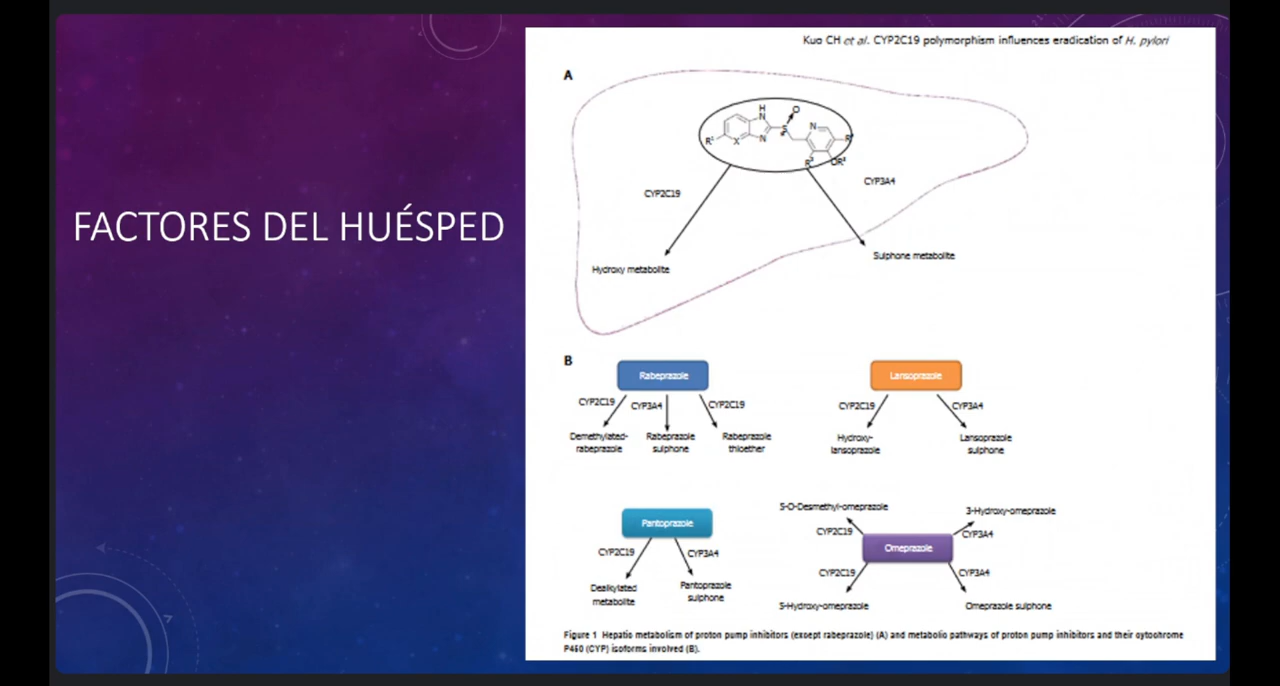 FACTORES DEL HUÉSPED
Kuo CH et al. CYP2C19 polymorphism influences eradication of H. pylori
A
H
N
O
S
N
N
R¹
X
R³
CYP2C19
CYP3A4
Hydroxy metabolite
Sulphone metabolite
B
Rabeprazole
CYP2C19
CYP3A4
CYP2C19
Demethylated-
rabeprazole
Rabeprazole
sulphone
Rabeprazole
thioether
Lansoprazole
CYP2C19
CYP3A4
Hydroxy-
lansoprazole
Lansoprazole
sulphone
Pantoprazole
CYP2C19
CYP3A4
Dealkylated
metabolite
Pantoprazole
sulphone
5-O-Desmethyl-omeprazole
3-Hydroxy-omeprazole
CYP2C19
CYP3A4
Omeprazole
CYP2C19
CYP3A4
5-Hydroxy-omeprazole
Omeprazole sulphone
Figure 1 Hepatic metabolism of proton pump inhibitors (except rabeprazole) (A) and metabolic pathways of proton pump inhibitors and their cytochrome
P450 (CYP) isoforms involved (B).